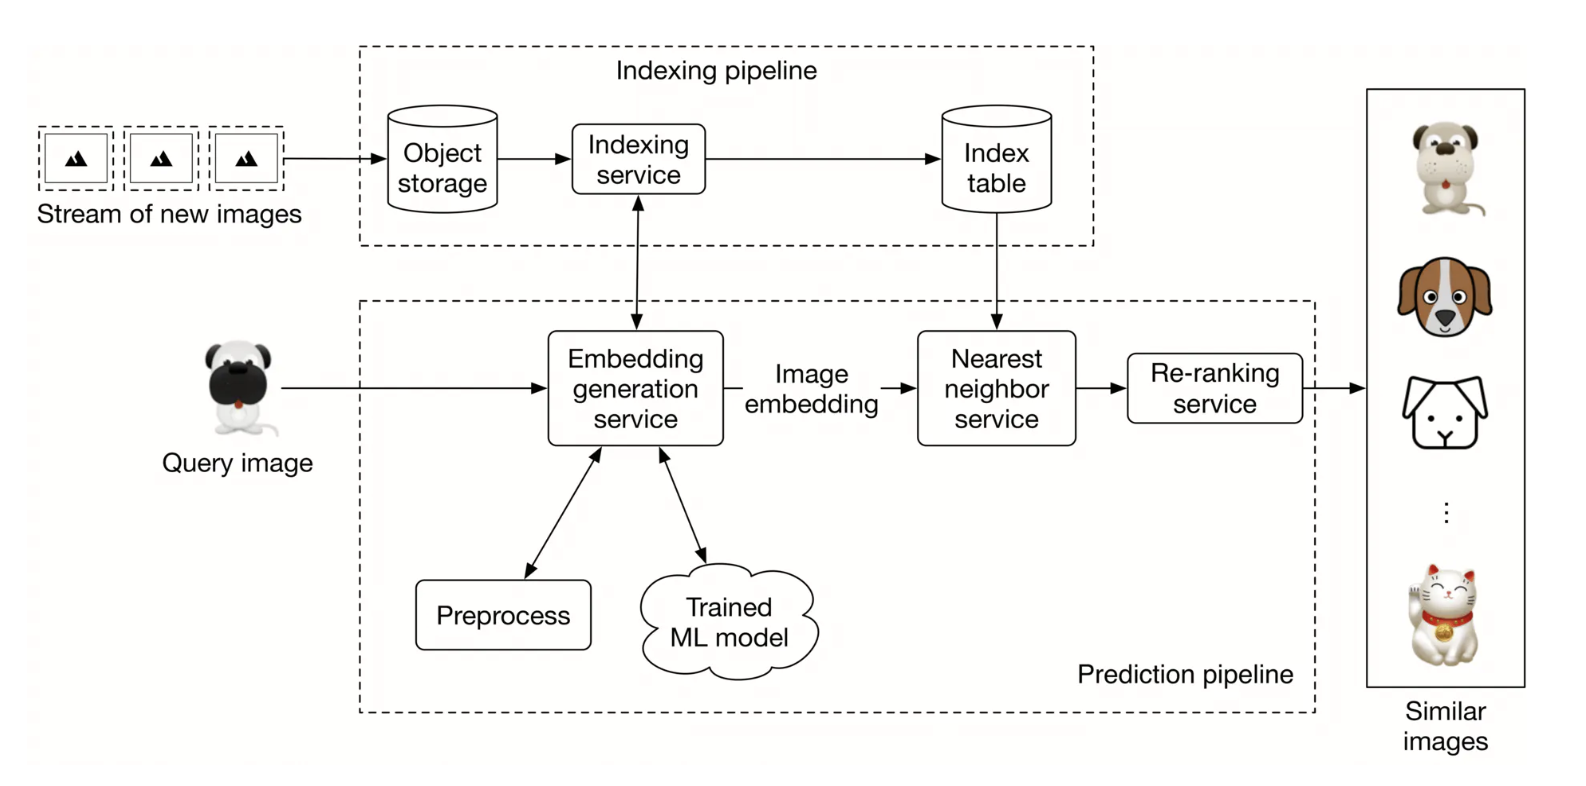 Indexing pipeline
Stream of new images
Object
storage
Indexing
service
Index
table
Query image
Embedding
generation
service
Image
embedding
Nearest
neighbor
service
Re-ranking
service
Preprocess
Trained
ML model
Prediction pipeline
Similar
images